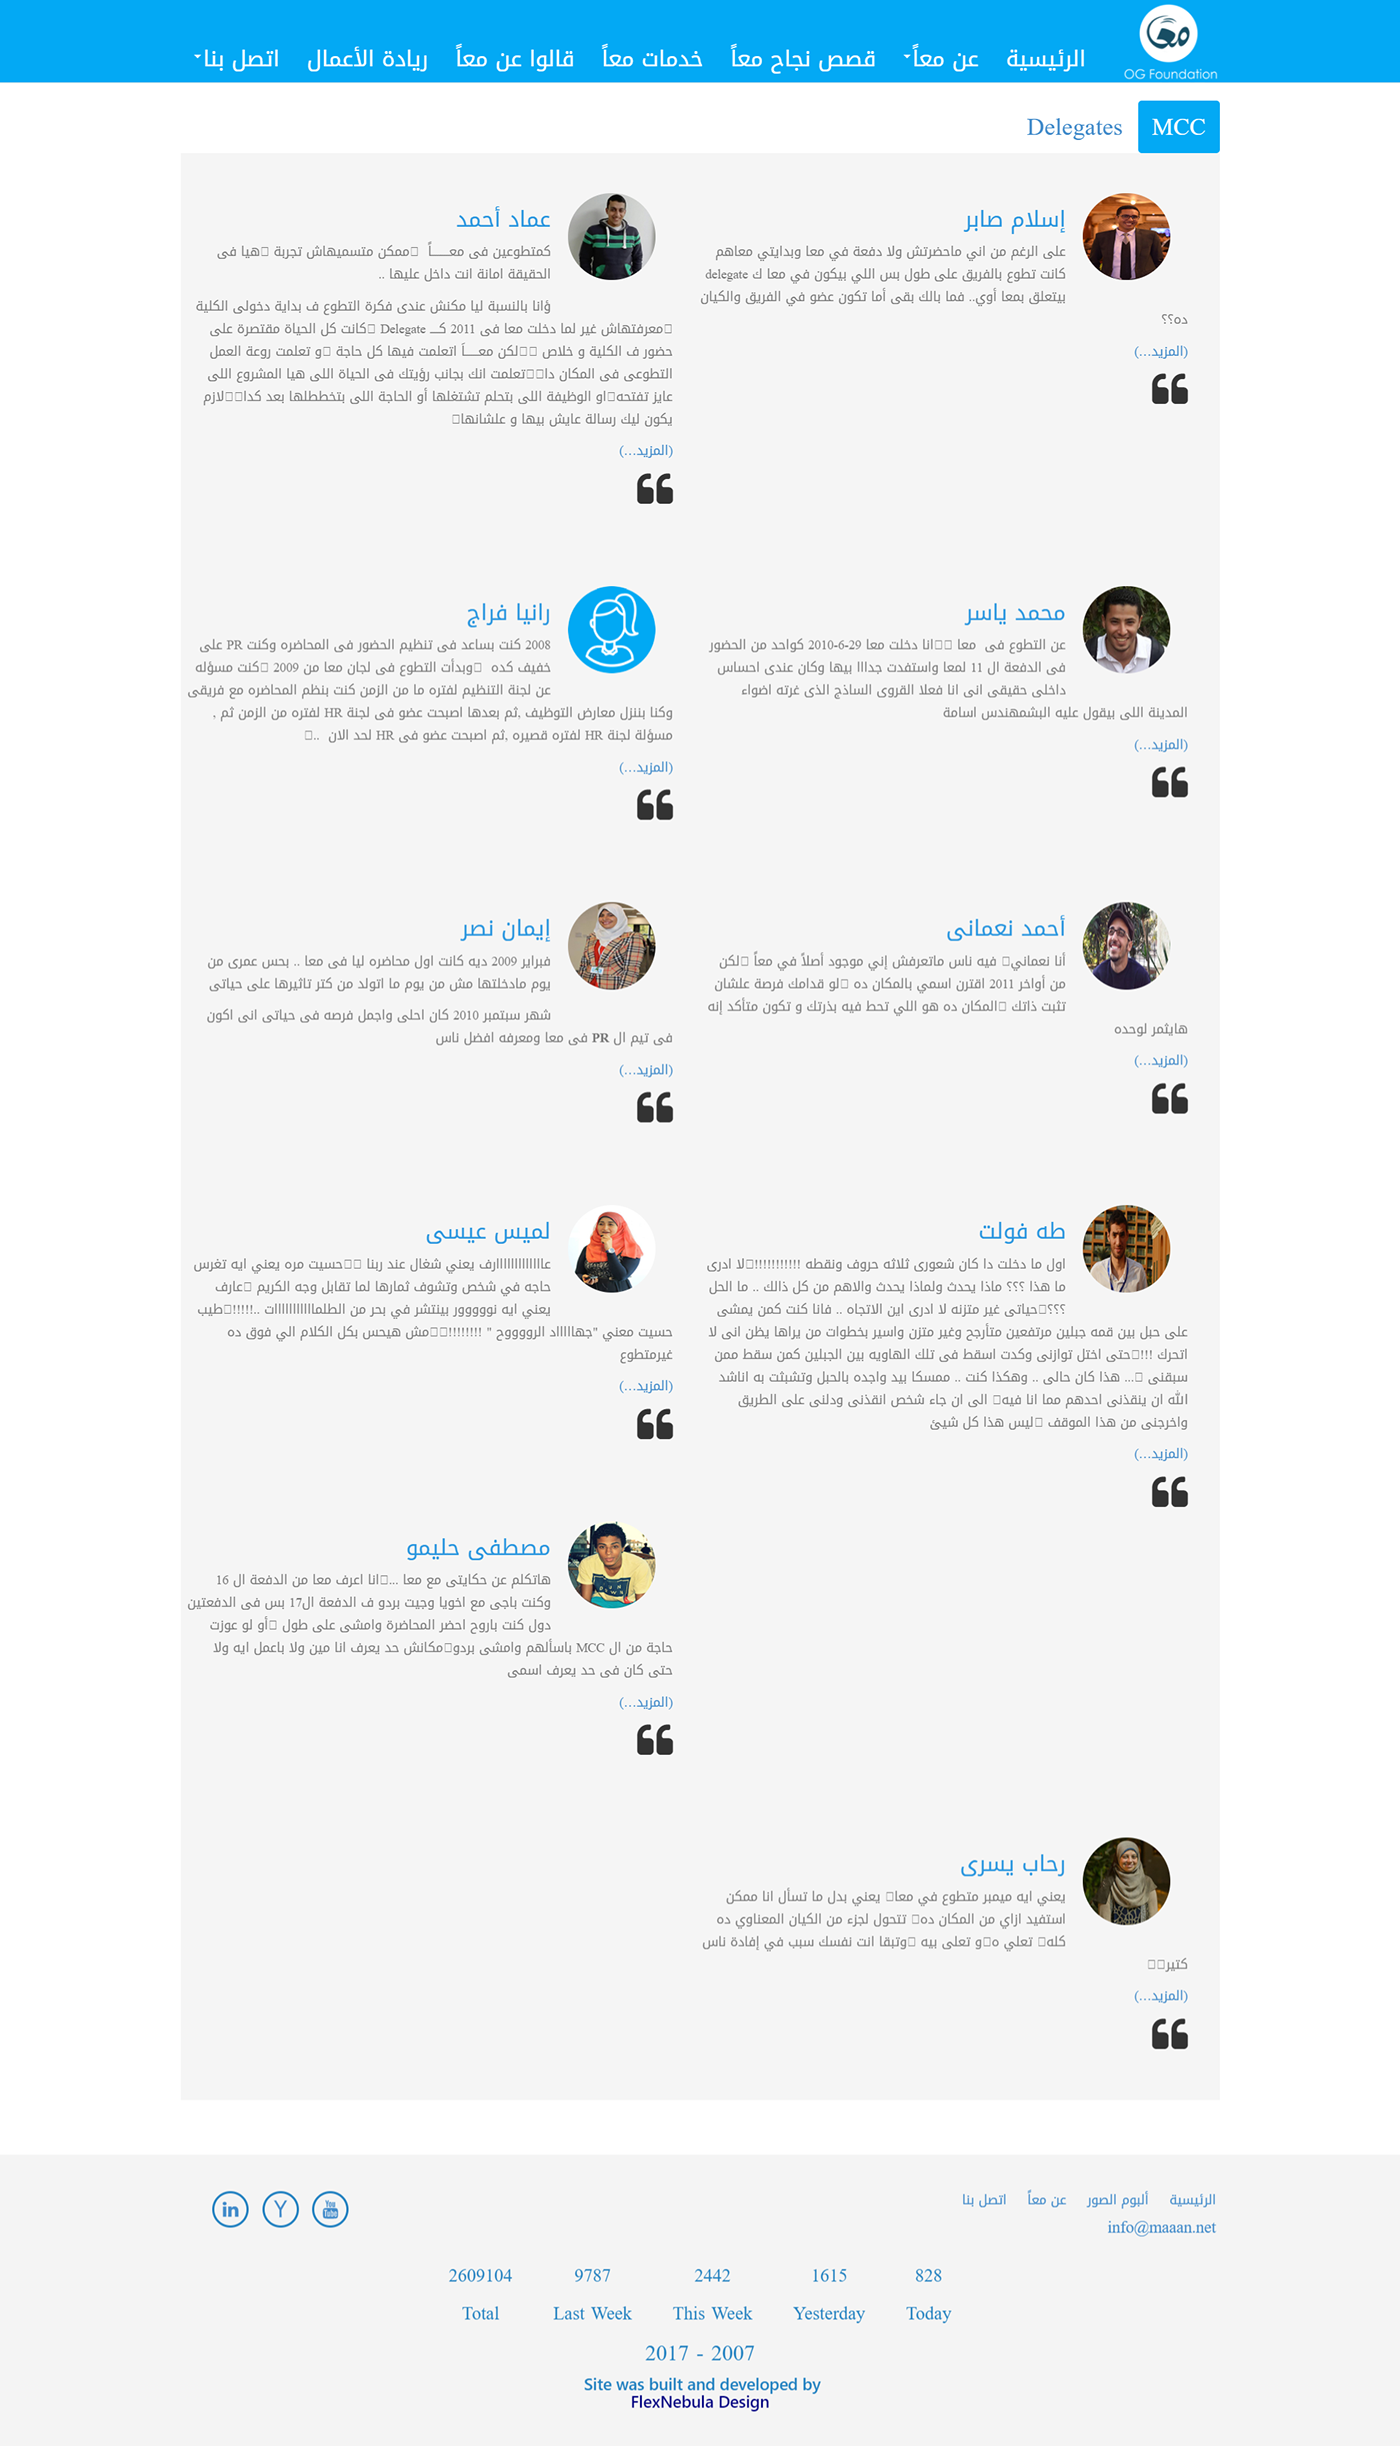 OG Foundation
الرئيسية عن معاً قصص نجاح معاً خدمات معاً قالوا عن معاً ريادة الأعمال اتصل بنا
MCC Delegates
إسلام صابر
على الرغم من اني ماحضرتش ولا دفعة في معا وبدايتي معاهم
كانت تطوع بالفريق على طول بس اللي بيكون في معا ك delegate
بيتعلق بمعا أوي.. فما بالك بقى أما تكون عضو في الفريق والكيان
ده؟؟
(المزيد…)
عماد أحمد
كمتطوعين فى معـــــــاً ممكن متسميهاش تجربة هيا فى
الحقيقة امانة انت داخل عليها ..
ؤانا بالنسبة ليا مكنش عندى فكرة التطوع ف بداية دخولى الكلية
معرفتهاش غير لما دخلت معا فى 2011 كــــ Delegate كانت كل الحياة مقتصرة على
حضور ف الكلية و خلاص لكن معـــــاً اتعلمت فيها كل حاجة و تعلمت روعة العمل
التطوعى فى المكان دا تعلمت انك بجانب رؤيتك فى الحياة اللى هيا المشروع اللى
عايز تفتحه او الوظيفة اللى بتحلم تشتغلها أو الحاجة اللى بتخططلها بعد كدا لازم
يكون ليك رسالة عايش بيها و علشانها
(المزيد…)
محمد ياسر
عن التطوع فى معا انا دخلت معا 29-6-2010 كواحد من الحضور
فى الدفعة ال 11 لمعا واستفدت جدااا بيها وكان عندى احساس
داخلى حقيقى انى انا فعلا القروى الساذج الذى غرته اضواء
المدينة اللى بيقول عليه البشمهندس اسامة
(المزيد…)
رانيا فراج
2008 كنت بساعد فى تنظيم الحضور فى المحاضره وكنت PR على
خفيف كده وبدأت التطوع فى لجان معا من 2009 كنت مسؤله
عن لجنة التنظيم لفتره ما من الزمن كنت بنظم المحاضره مع فريقى
وكنا بننزل معارض التوظيف ,ثم بعدها اصبحت عضو فى لجنة HR لفتره من الزمن ثم ,
مسؤلة لجنة HR لفتره قصيره ,ثم اصبحت عضو فى HR لحد الان ..
(المزيد…)
أحمد نعمانى
أنا نعماني فيه ناس ماتعرفش إني موجود أصلاً في معاً لكن
من أواخر 2011 اقترن اسمي بالمكان ده لو قدامك فرصة علشان
تثبت ذاتك المكان ده هو اللي تحط فيه بذرتك و تكون متأكد إنه
هايثمر لوحده
(المزيد…)
إيمان نصر
فبراير 2009 ديه كانت اول محاضره ليا فى معا .. بحس عمرى من
يوم مادخلتها مش من يوم ما اتولد من كتر تاثيرها على حياتى
شهر سبتمبر 2010 كان احلى واجمل فرصه فى حياتى انى اكون
فى تيم ال PR فى معا ومعرفه افضل ناس
(المزيد…)
طه فولت
اول ما دخلت دا كان شعورى ثلاثه حروف ونقطه !!!!!!!!!!!لا ادرى
ما هذا ؟؟؟ ماذا يحدث ولماذا يحدث والاهم من كل ذالك .. ما الحل
؟؟؟حياتى غير متزنه لا ادرى اين الاتجاه .. فانا كنت كمن يمشى
على حبل بين قمه جبلين مرتفعين متأرجح وغير متزن واسير بخطوات من يراها يظن انى لا
اتحرك !!!حتى اختل توازنى وكدت اسقط فى تلك الهاويه بين الجبلين كمن سقط ممن
سبقنى ... هذا كان حالى .. وهكذا كنت .. ممسكا بيد واجده بالحبل وتشبثت به اناشد
الله ان ينقذنى احدهم مما انا فيه الى ان جاء شخص انقذنى ودلنى على الطريق
واخرجنى من هذا الموقف ليس هذا كل شيئ
(المزيد…)
لميس عيسى
عااااااااااااارف يعني شغال عند ربنا حسيت مره يعني ايه تغرس
حاجه في شخص وتشوف ثمارها لما تقابل وجه الكريم عارف
يعني ايه نووووور بينتشر في بحر من الظلمااااااااااااات ..!!!!!طيب
حسيت معني "جهااااااد الرووووح " !!!!!!!!مش هيحس بكل الكلام الي فوق ده
غيرمتطوع
(المزيد…)
مصطفى حليمو
هاتكلم عن حكايتى مع معا ...انا اعرف معا من الدفعة ال 16
وكنت باجى مع اخويا وجيت بردو ف الدفعة ال17 بس فى الدفعتين
دول كنت باروح احضر المحاضرة وامشى على طول أو لو عوزت
حاجة من ال MCC باسألهم وامشى بردو مكانش حد يعرف انا مين ولا باعمل ايه ولا
حتى كان فى حد يعرف اسمى
(المزيد…)
رحاب يسرى
يعني ايه ميمبر متطوع في معا يعني بدل ما تسأل انا ممكن
استفيد ازاي من المكان ده تتحول لجزء من الكيان المعناوي ده
كله تعلي ه و تعلى بيه وتبقا انت نفسك سبب في إفادة ناس
كتير
(المزيد…)
الرئيسية ألبوم الصور عن معاً اتصل بنا
info@maaan.net
828 1615 2442 9787 2609104
Today Yesterday This Week Last Week Total
2017 - 2007
Site was built and developed by
FlexNebula Design